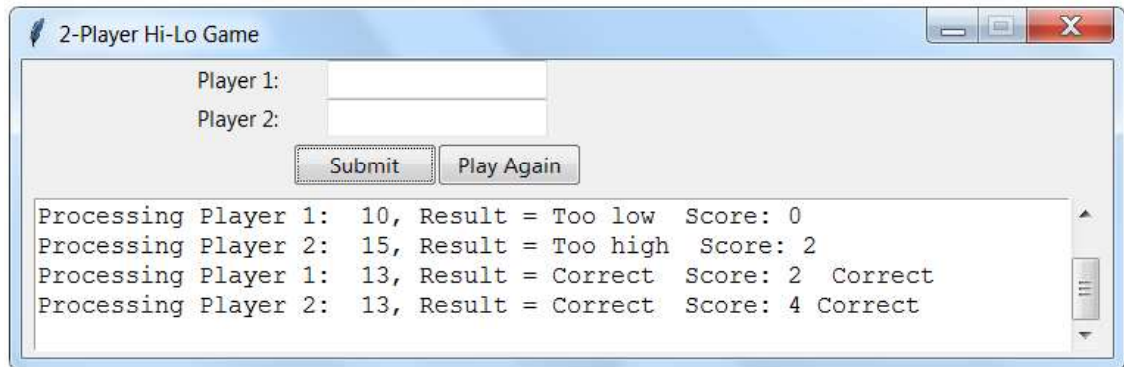 2-Player Hi-Lo Game
Player 1:
Player 2:
Submit Play Again
Processing Player 1:  10, Result = Too low  Score: 0
Processing Player 2:  15, Result = Too high  Score: 2
Processing Player 1:  13, Result = Correct  Score: 2  Correct
Processing Player 2:  13, Result = Correct  Score: 4 Correct